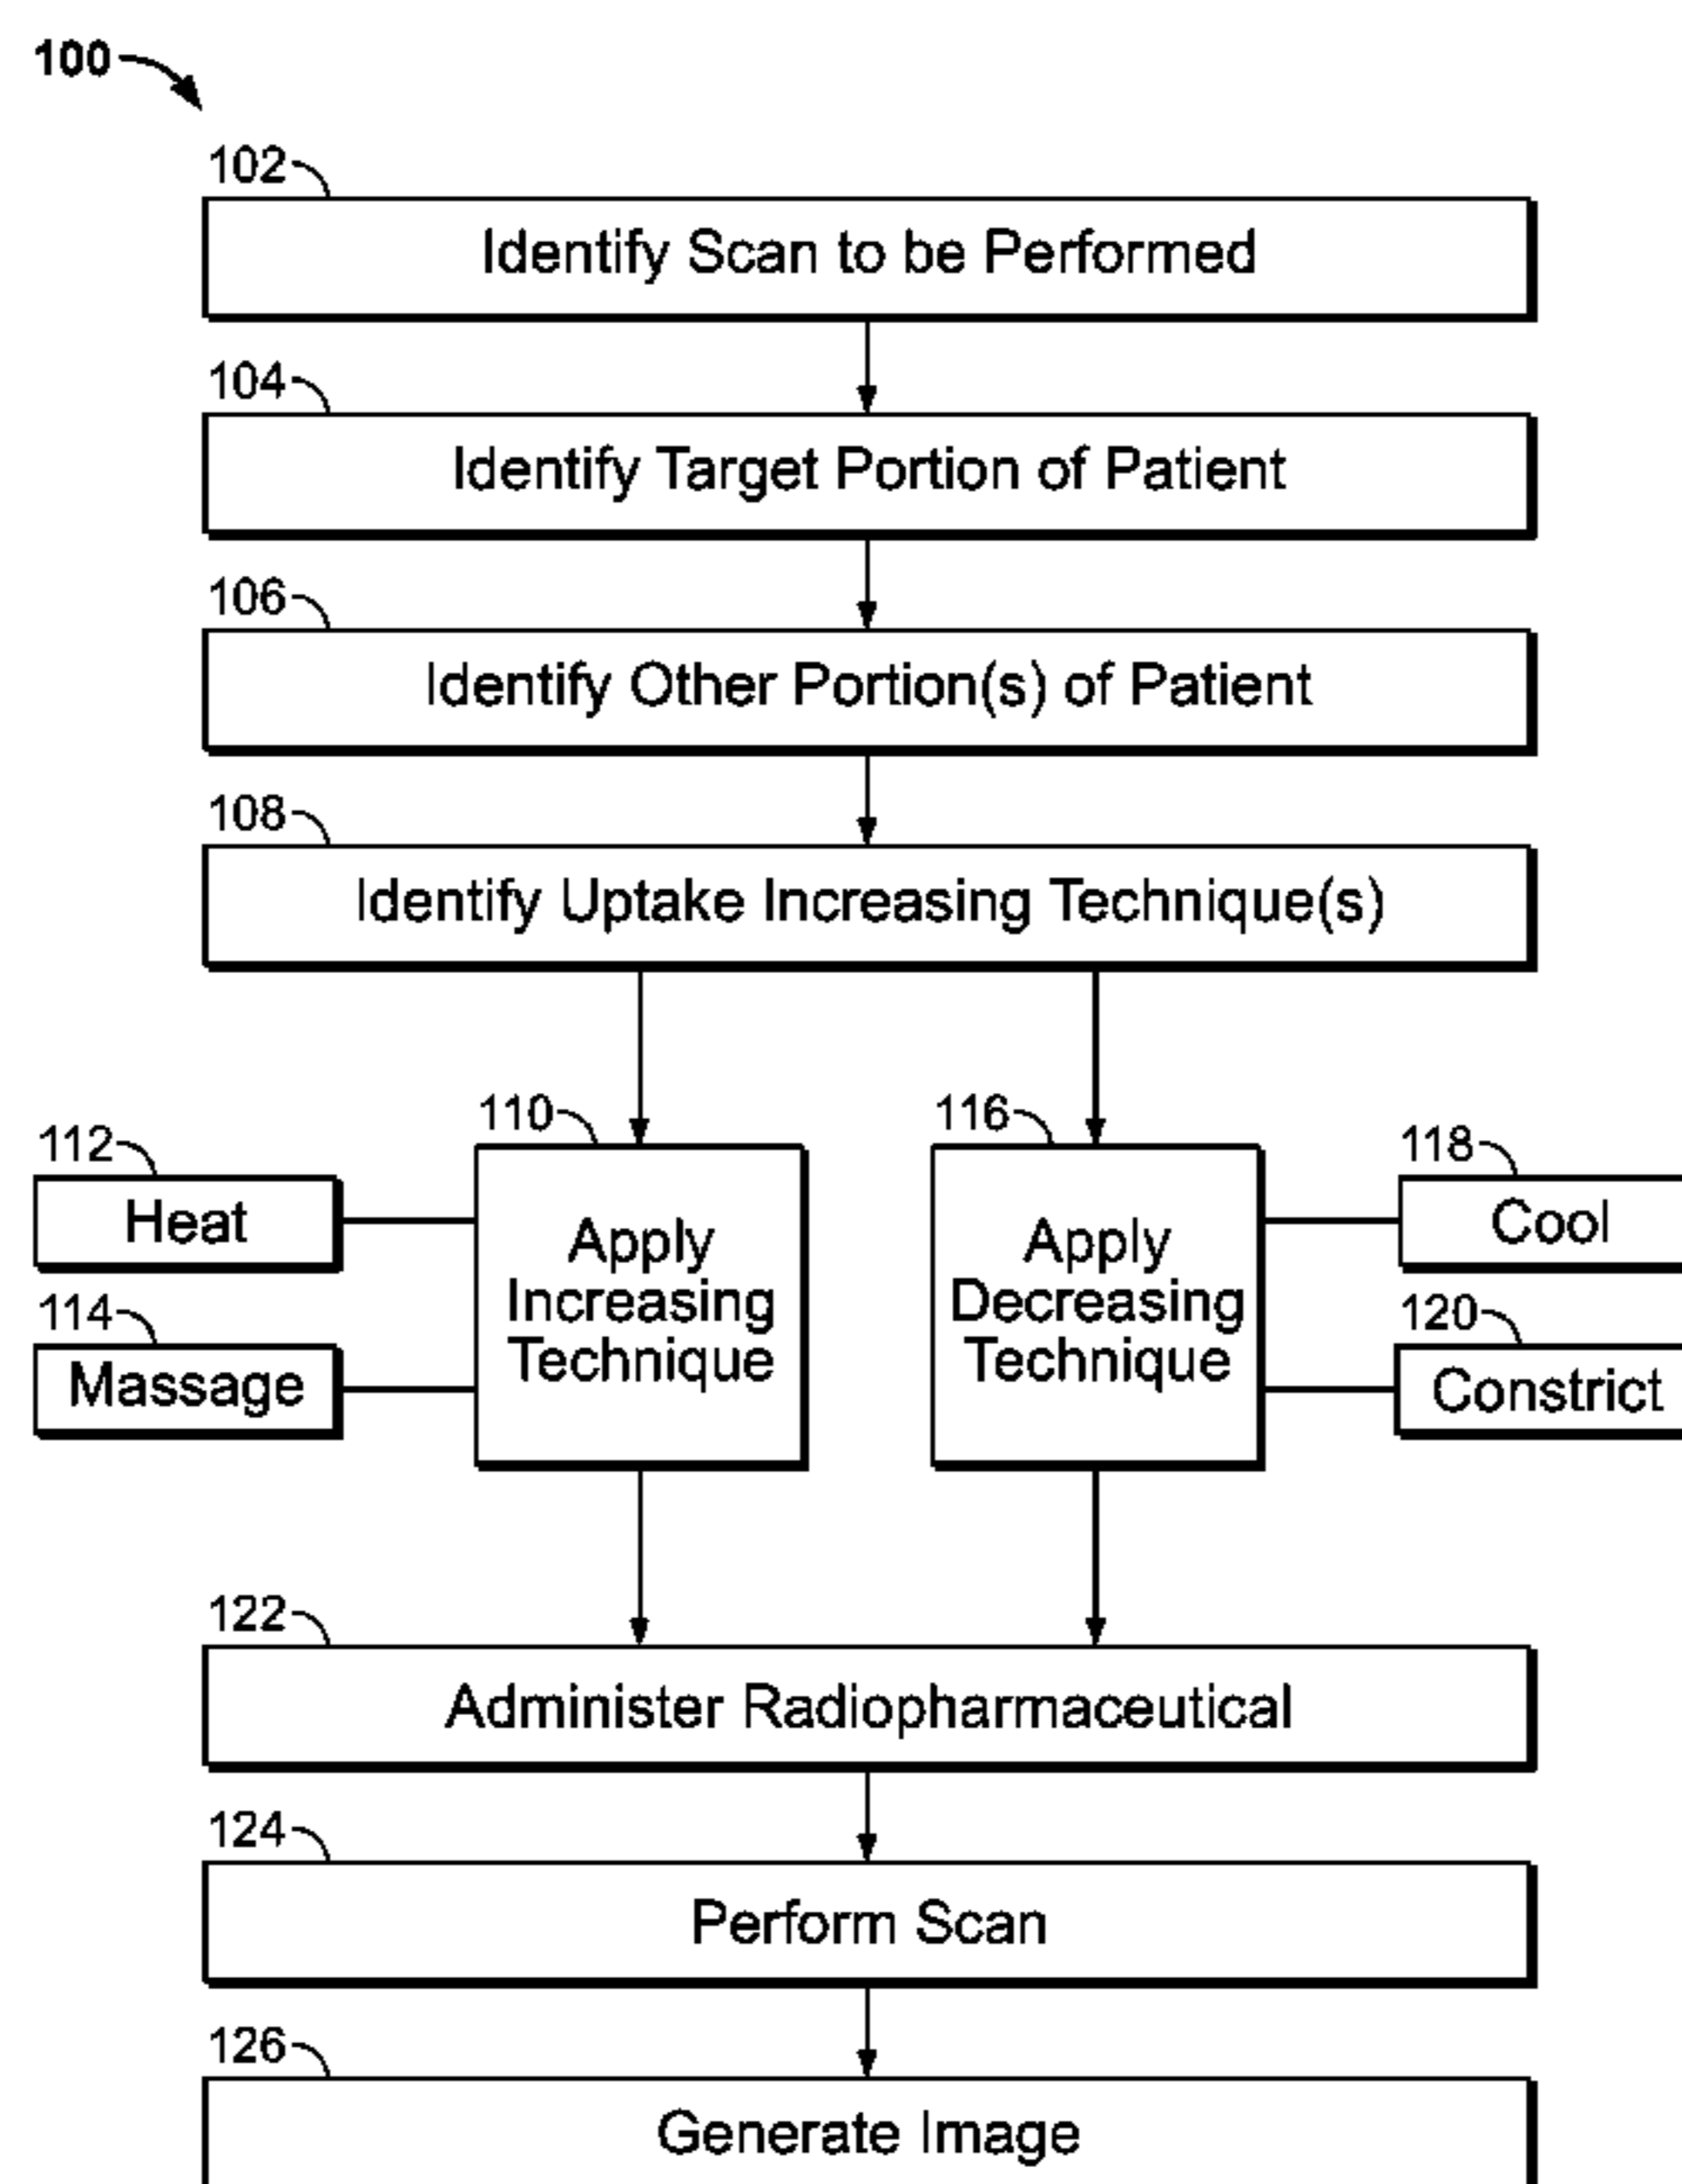 100
102
Identify Scan to be Performed
104
Identify Target Portion of Patient
106
Identify Other Portion(s) of Patient
108
Identify Uptake Increasing Technique(s)
110
116
112
118
Heat
Cool
Apply
Increasing
Technique
Apply
Decreasing
Technique
114
120
Massage
Constrict
122
Administer Radiopharmaceutical
124
Perform Scan
126
Generate Image